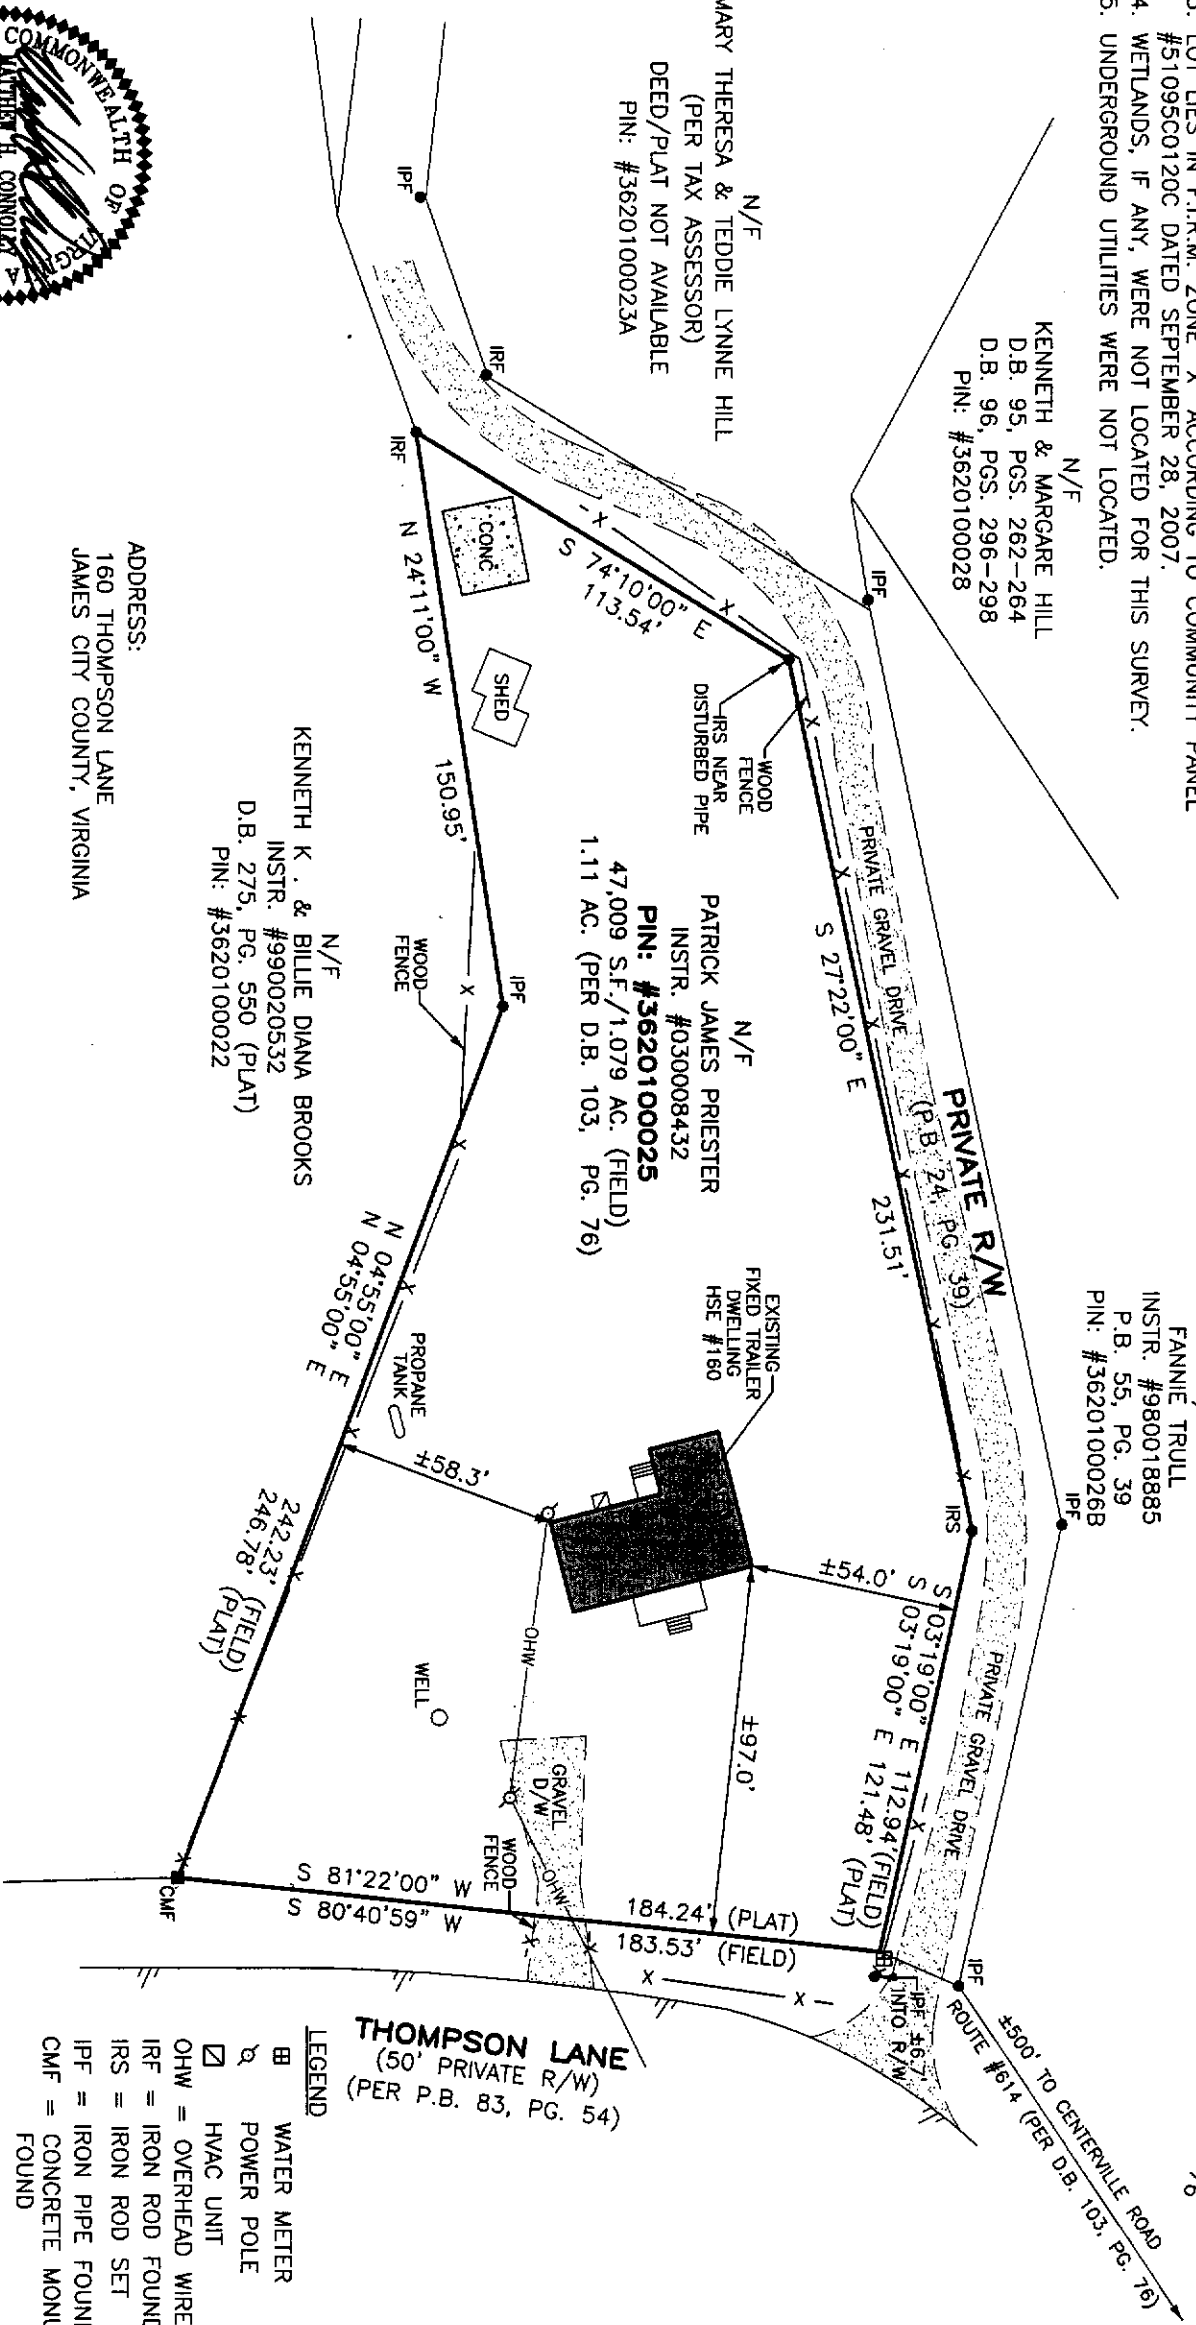 #51095C0120C DATED SEPTEMBER 28, 2007.
4. WETLANDS, IF ANY, WERE NOT LOCATED FOR THIS SURVEY.
5. UNDERGROUND UTILITIES WERE NOT LOCATED.
N/F
KENNETH & MARGARE HILL
D.B. 95, PGS. 262-264
D.B. 96, PGS. 296-298
PIN: #3620100028
FANNIE TRULL
INSTR. #980018885
P.B. 55, PG. 39
PIN: #3620100026B
N/F
MARY THERESA & TEDDIE LYNNE HILL
(PER TAX ASSESSOR)
DEED/PLAT NOT AVAILABLE
PIN: #3620100023A
IPF
IRF
IRF
IPF
IPF
IPF
PRIVATE R/W
(P.B. 24, PG. 39)
PRIVATE GRAVEL DRIVE
PRIVATE GRAVEL DRIVE
S 74°10'00" E
113.54'
WOOD
FENCE
IRS NEAR
DISTURBED PIPE
S 27°22'00" E
231.51'
IRS
S 03°19'00" E 112.94' (FIELD)
S 03°19'00" E 121.48' (PLAT)
IPF ±6.7'
INTO R/W
±500' TO CENTERVILLE ROAD
ROUTE #614 (PER D.B. 103, PG. 76)
N/F
PATRICK JAMES PRIESTER
INSTR. #030008432
PIN: #3620100025
47,009 S.F./1.079 AC. (FIELD)
1.11 AC. (PER D.B. 103, PG. 76)
EXISTING
FIXED TRAILER
DWELLING
HSE #160
±54.0'
±97.0'
±58.3'
CONC
SHED
N 24°11'00" W
150.95'
IPF
WOOD
FENCE
PROPANE
TANK
OHW
WELL
GRAVEL
D/W
OHW
WOOD
FENCE
N 04°55'00" E
N 04°55'00" E
242.23' (FIELD)
246.78' (PLAT)
S 81°22'00" W
S 80°40'59" W
184.24' (PLAT)
183.53' (FIELD)
CMF
N/F
KENNETH K . & BILLIE DIANA BROOKS
INSTR. #990020532
D.B. 275, PG. 550 (PLAT)
PIN: #3620100022
THOMPSON LANE
(50' PRIVATE R/W)
(PER P.B. 83, PG. 54)
ADDRESS:
160 THOMPSON LANE
JAMES CITY COUNTY, VIRGINIA
LEGEND
WATER METER
POWER POLE
HVAC UNIT
OHW = OVERHEAD WIRE
IRF = IRON ROD FOUND
IRS = IRON ROD SET
IPF = IRON PIPE FOUN
CMF = CONCRETE MONU
FOUND
COMMONWEALTH OF VIRGINIA